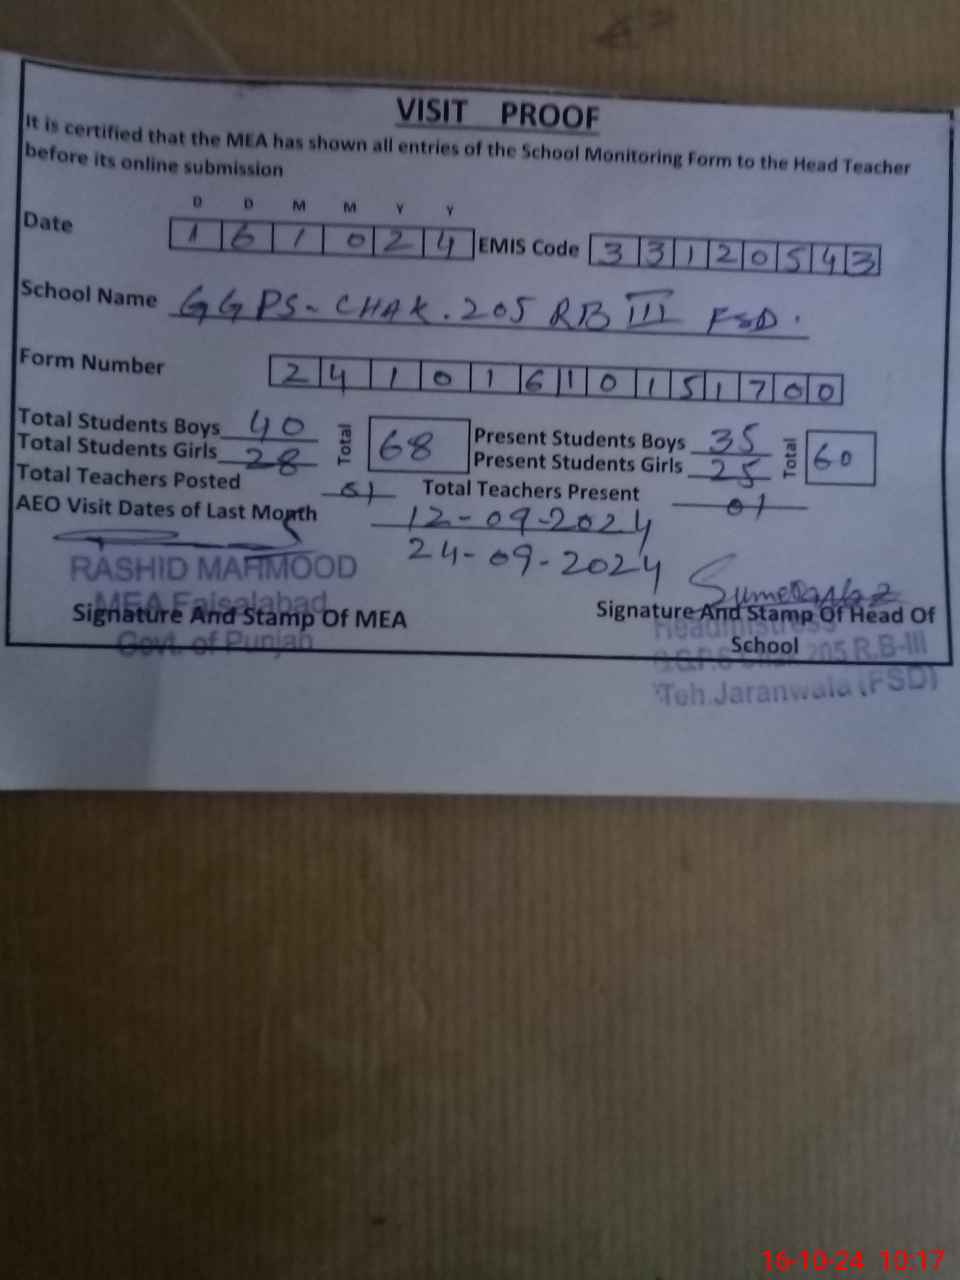 VISIT PROOF
It is certified that the MEA has shown all entries of the School Monitoring Form to the Head Teacher
before its online submission
D D M M Y Y
Date 1 6 1 0 2 4 EMIS Code 3 3 1 2 0 5 4 3
School Name GGPS- CHAK. 205 RB III FSD.
Form Number 2 4 1 0 1 6 1 0 1 5 1 7 0 0
Total Students Boys 40 Total 68 Present Students Boys 35 Total 60
Total Students Girls 28 Present Students Girls 25
Total Teachers Posted 01 Total Teachers Present 01
AEO Visit Dates of Last Month 12-09-2024
24-09-2024
RASHID MAHMOOD
MEA Faisalabad
Signature And Stamp Of MEA
Govt. of Punjab
Signature And Stamp Of Head Of
School
Headmistress
205 R.B-III
Teh.Jaranwala (FSD)
16-10-24 10:17